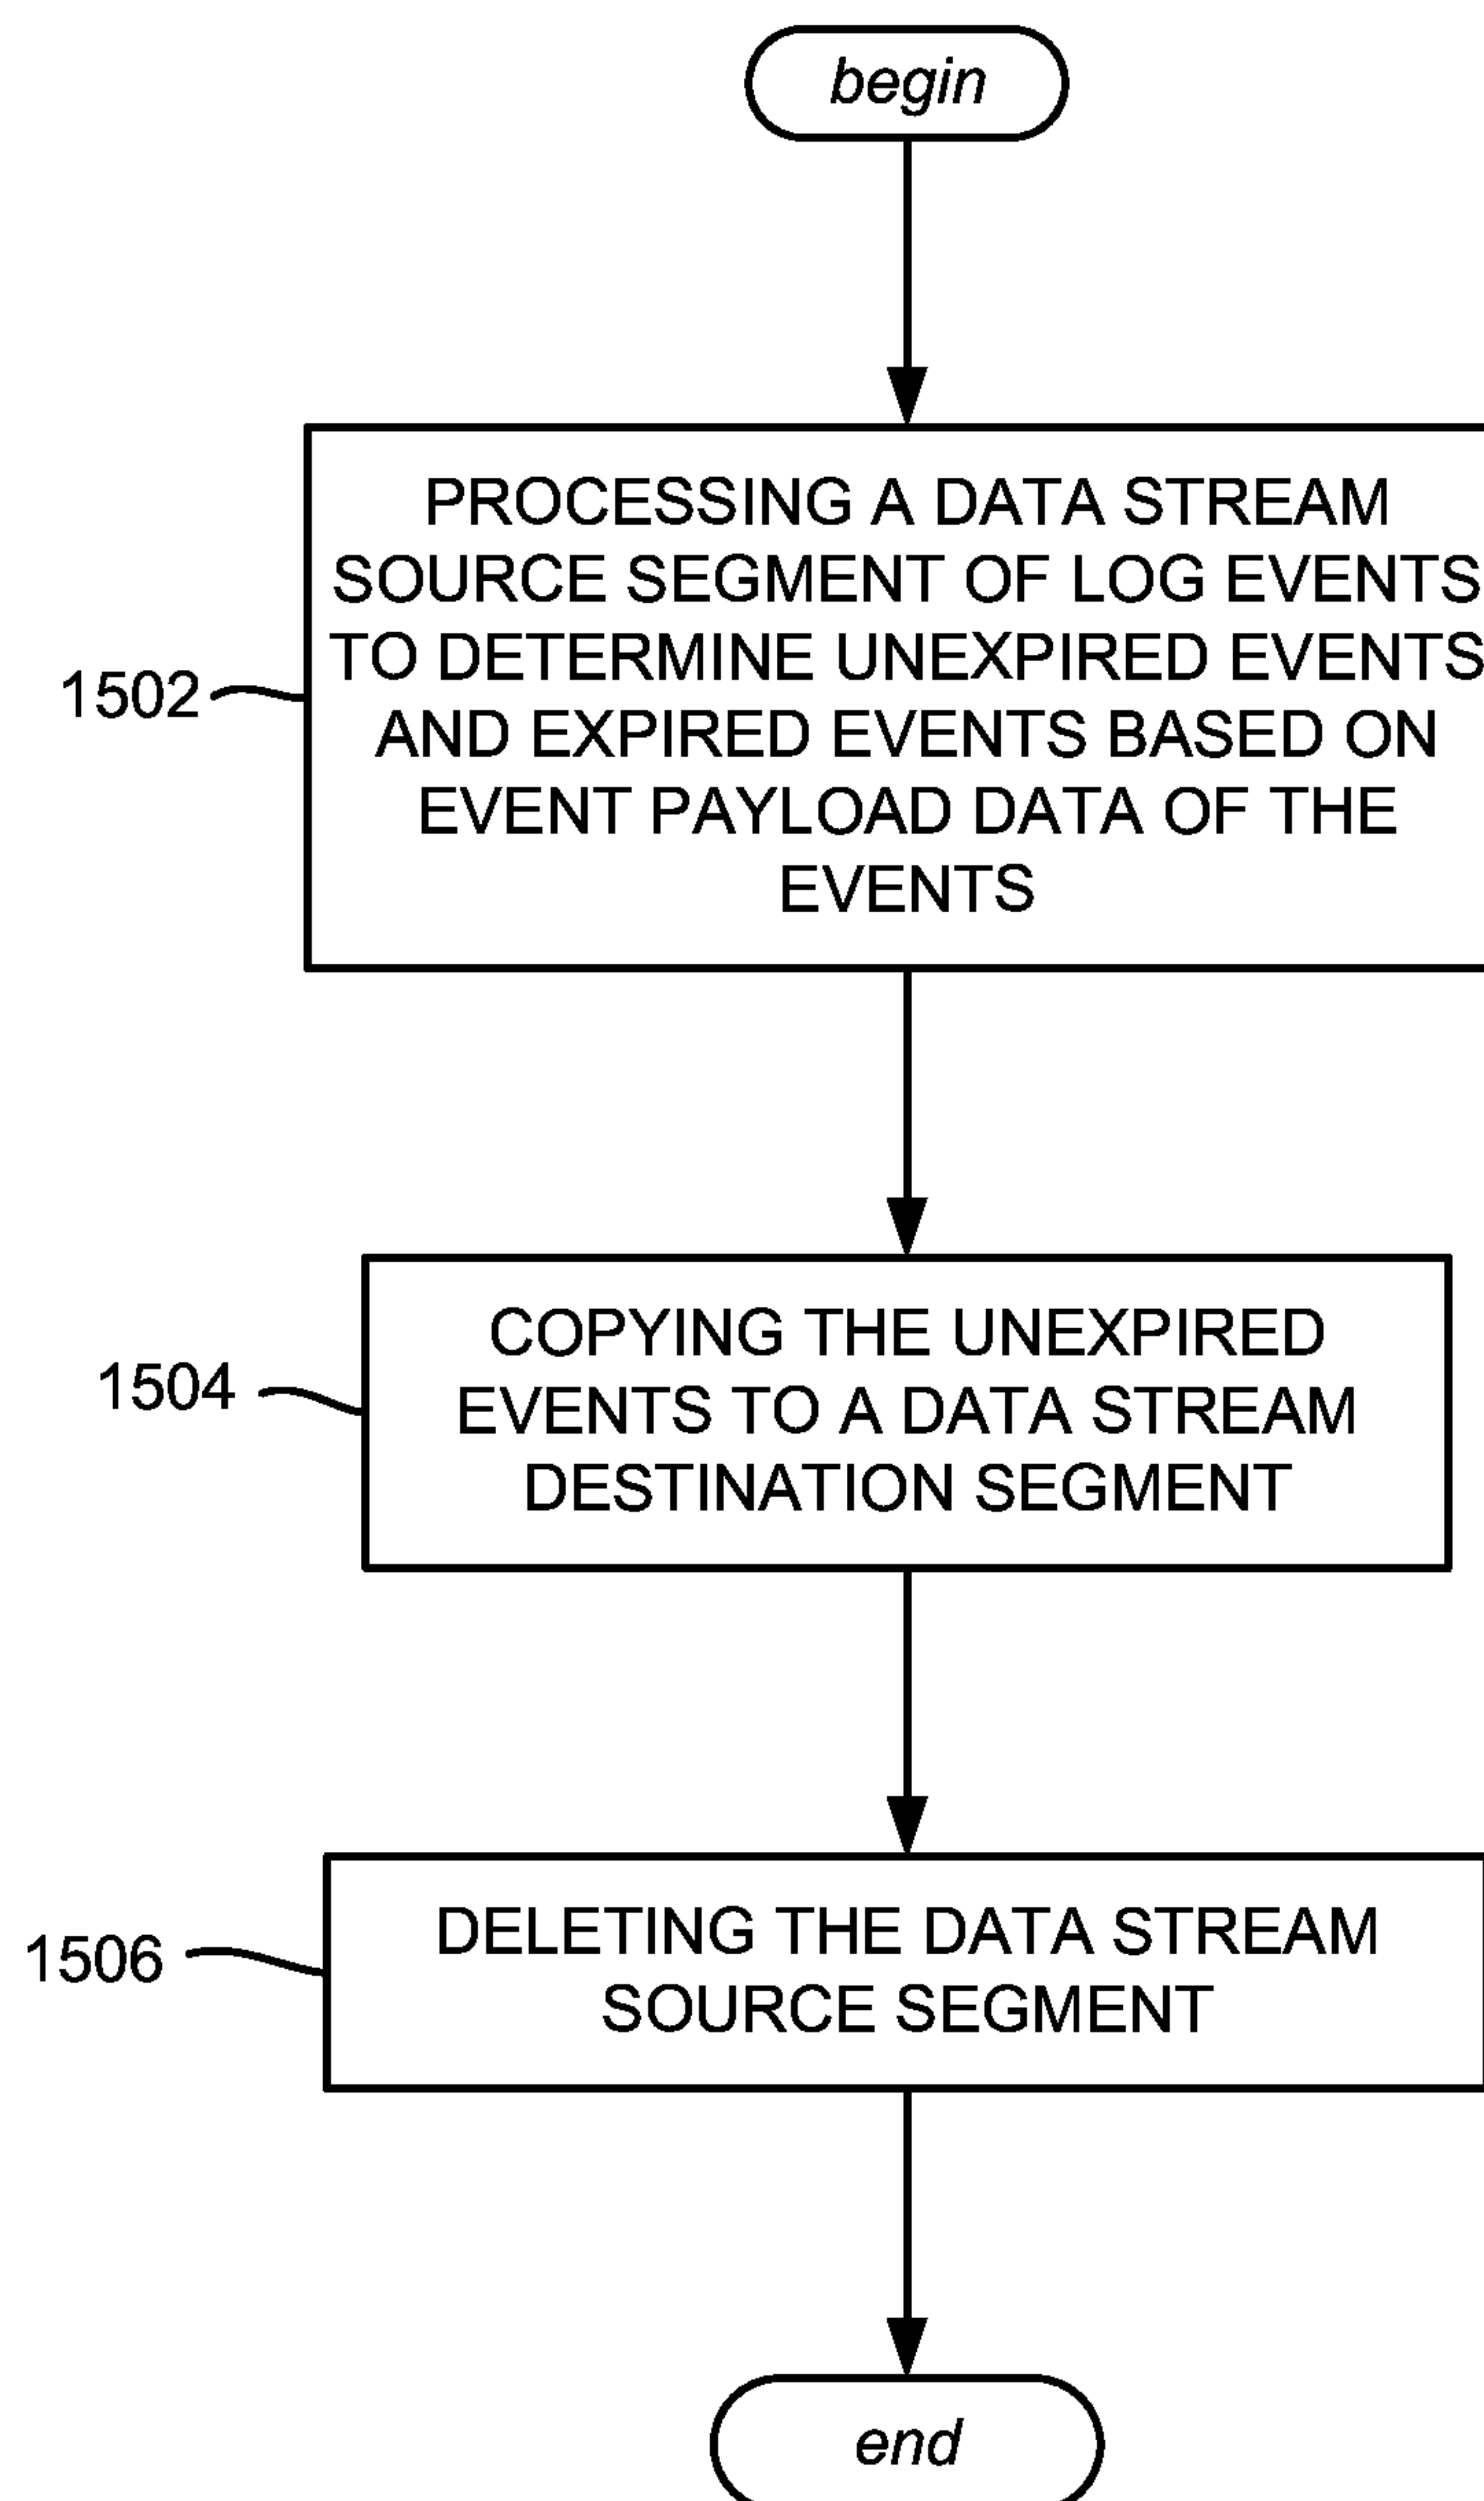 begin
PROCESSING A DATA STREAM
SOURCE SEGMENT OF LOG EVENTS
TO DETERMINE UNEXPIRED EVENTS
AND EXPIRED EVENTS BASED ON
EVENT PAYLOAD DATA OF THE
EVENTS
1502
COPYING THE UNEXPIRED
EVENTS TO A DATA STREAM
DESTINATION SEGMENT
1504
DELETING THE DATA STREAM
SOURCE SEGMENT
1506
end